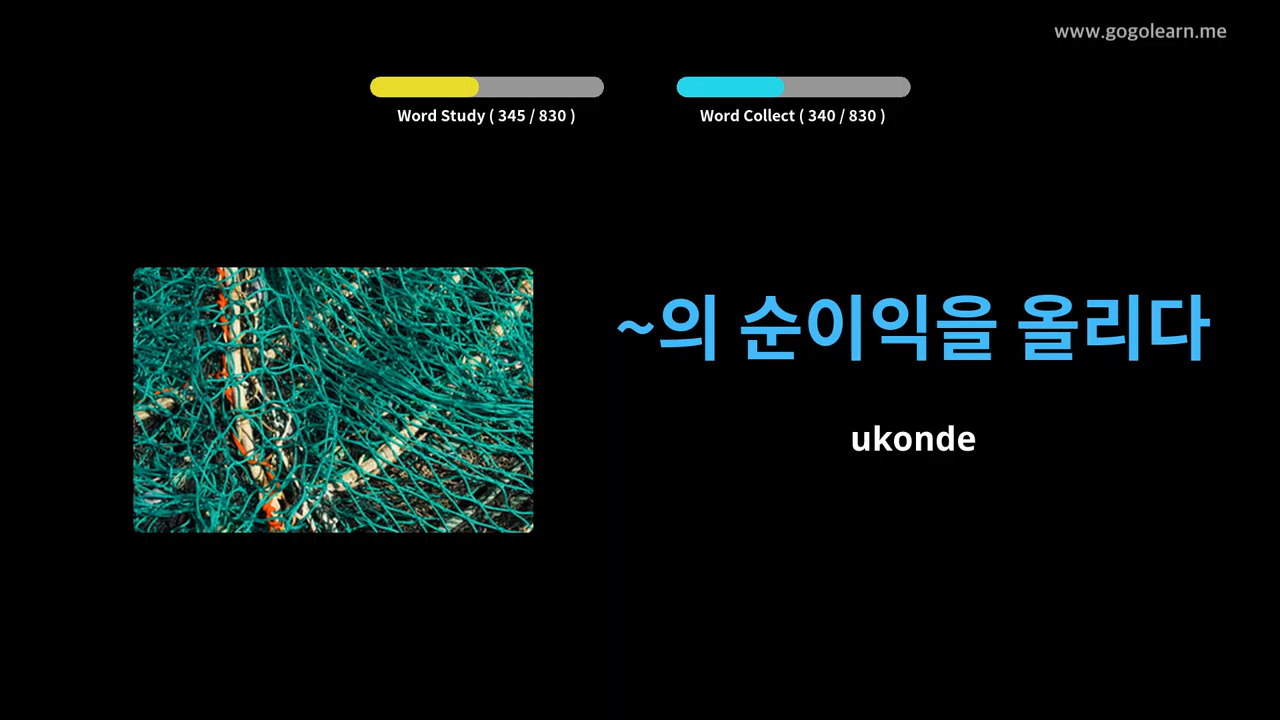 www.gogolearn.me
Word Study ( 345 / 830 )
Word Collect ( 340 / 830 )
~의 순이익을 올리다
ukonde